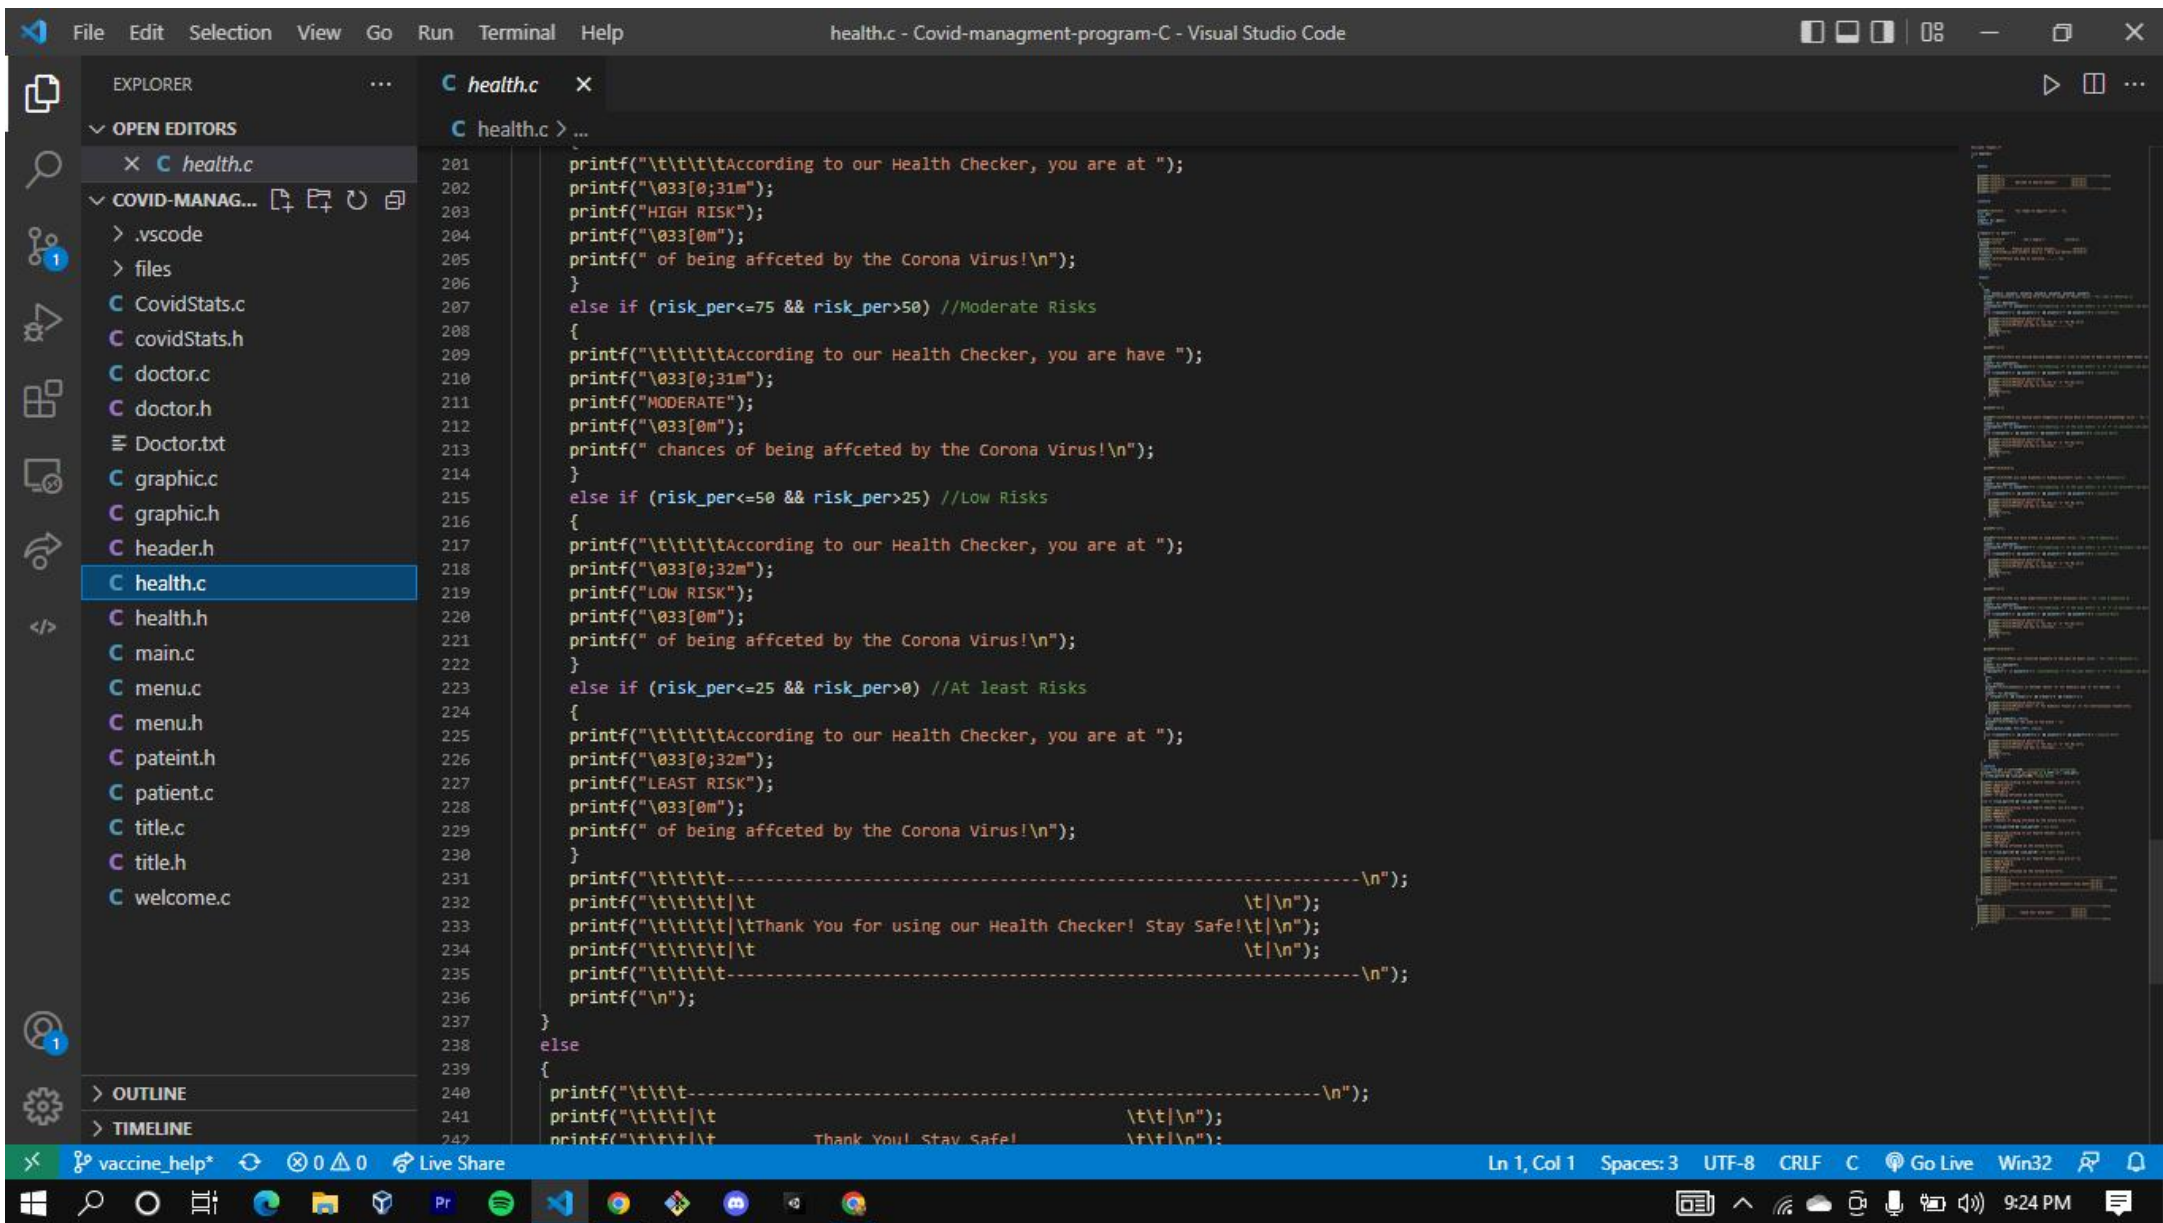 File Edit Selection View Go Run Terminal Help health.c - Covid-managment-program-C - Visual Studio Code
EXPLORER
OPEN EDITORS
C health.c
COVID-MANAG...
.vscode
files
C CovidStats.c
C covidStats.h
C doctor.c
C doctor.h
Doctor.txt
C graphic.c
C graphic.h
C header.h
C health.c
C health.h
C main.c
C menu.c
C menu.h
C pateint.h
C patient.c
C title.c
C title.h
C welcome.c
OUTLINE
TIMELINE
1
1
C health.c
C health.c > ...
201 printf("\t\t\t\tAccording to our Health Checker, you are at ");
202 printf("\033[0;31m");
203 printf("HIGH RISK");
204 printf("\033[0m");
205 printf(" of being affceted by the Corona Virus!\n");
206 }
207 else if (risk_per<=75 && risk_per>50) //Moderate Risks
208 {
209 printf("\t\t\t\tAccording to our Health Checker, you are have ");
210 printf("\033[0;31m");
211 printf("MODERATE");
212 printf("\033[0m");
213 printf(" chances of being affceted by the Corona Virus!\n");
214 }
215 else if (risk_per<=50 && risk_per>25) //Low Risks
216 {
217 printf("\t\t\t\tAccording to our Health Checker, you are at ");
218 printf("\033[0;32m");
219 printf("LOW RISK");
220 printf("\033[0m");
221 printf(" of being affceted by the Corona Virus!\n");
222 }
223 else if (risk_per<=25 && risk_per>0) //At least Risks
224 {
225 printf("\t\t\t\tAccording to our Health Checker, you are at ");
226 printf("\033[0;32m");
227 printf("LEAST RISK");
228 printf("\033[0m");
229 printf(" of being affceted by the Corona Virus!\n");
230 }
231 printf("\t\t\t\t-----------------------------------------------------------------\n");
232 printf("\t\t\t\t|\t \t|\n");
233 printf("\t\t\t\t|\tThank You for using our Health Checker! Stay Safe!\t|\n");
234 printf("\t\t\t\t|\t \t|\n");
235 printf("\t\t\t\t-----------------------------------------------------------------\n");
236 printf("\n");
237 }
238 else
239 {
240 printf("\t\t\t-----------------------------------------------------------------\n");
241 printf("\t\t\t|\t \t\t|\n");
242 printf("\t\t\t|\t Thank You! Stay Safe! \t\t|\n");
vaccine_help* 0 0 Live Share Ln 1, Col 1 Spaces: 3 UTF-8 CRLF C Go Live Win32
Pr 9:24 PM